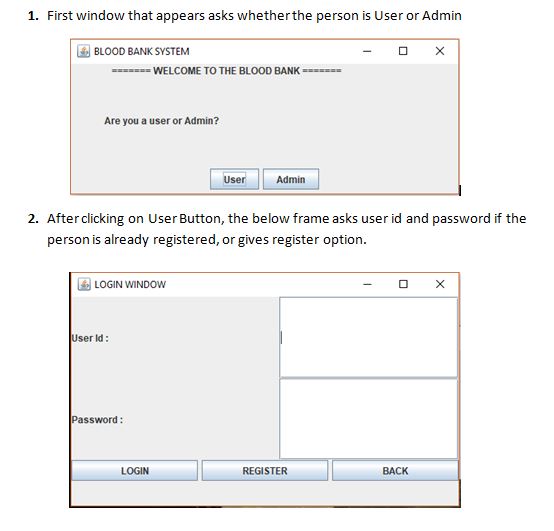 1. First window that appears asks whether the person is User or Admin
BLOOD BANK SYSTEM
======= WELCOME TO THE BLOOD BANK =======
Are you a user or Admin?
User Admin
2. After clicking on User Button, the below frame asks user id and password if the
person is already registered, or gives register option.
LOGIN WINDOW
User Id :
Password :
LOGIN REGISTER BACK